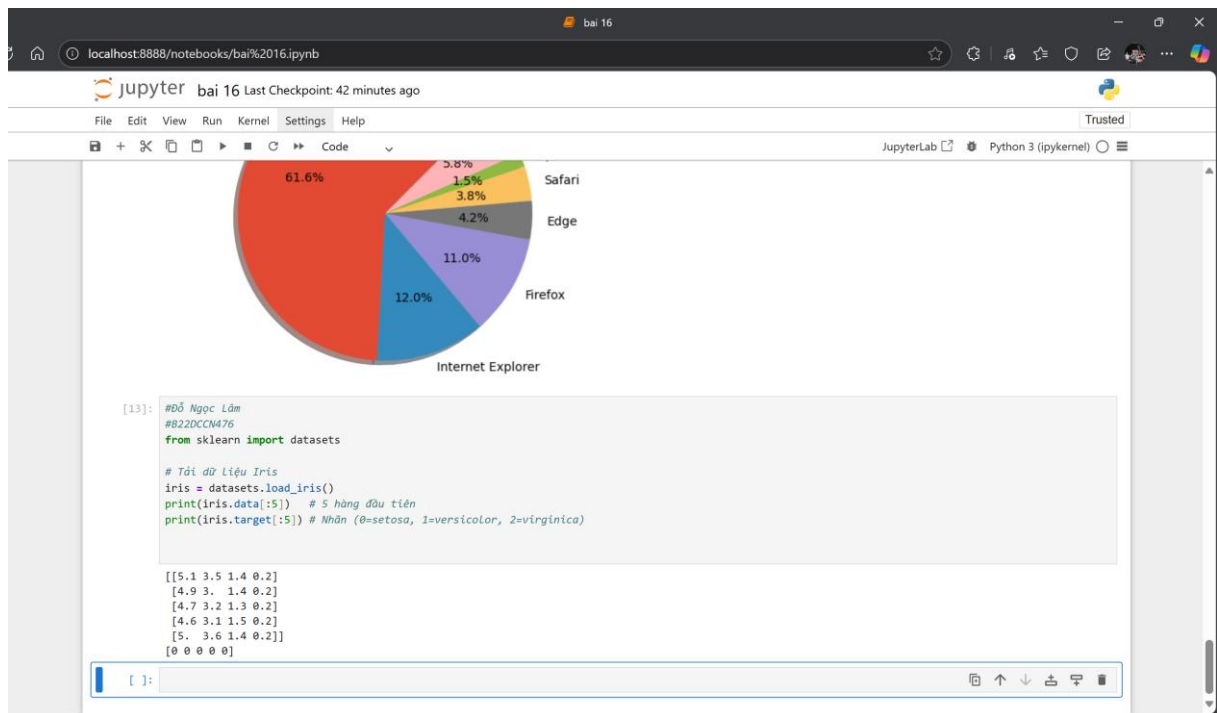 bai 16
localhost:8888/notebooks/bai%2016.ipynb
jupyter bai 16 Last Checkpoint: 42 minutes ago
File Edit View Run Kernel Settings Help
Trusted
Code
JupyterLab
Python 3 (ipykernel)
5.8%
61.6%
1.5%
Safari
3.8%
4.2%
Edge
11.0%
12.0%
Firefox
Internet Explorer
[13]:
#Đỗ Ngọc Lâm
#B22DCCN476
from sklearn import datasets
# Tải dữ liệu Iris
iris = datasets.load_iris()
print(iris.data[:5]) # 5 hàng đầu tiên
print(iris.target[:5]) # Nhãn (0=setosa, 1=versicolor, 2=virginica)
[[5.1 3.5 1.4 0.2]
[4.9 3. 1.4 0.2]
[4.7 3.2 1.3 0.2]
[4.6 3.1 1.5 0.2]
[5. 3.6 1.4 0.2]]
[0 0 0 0 0]
[ ]: